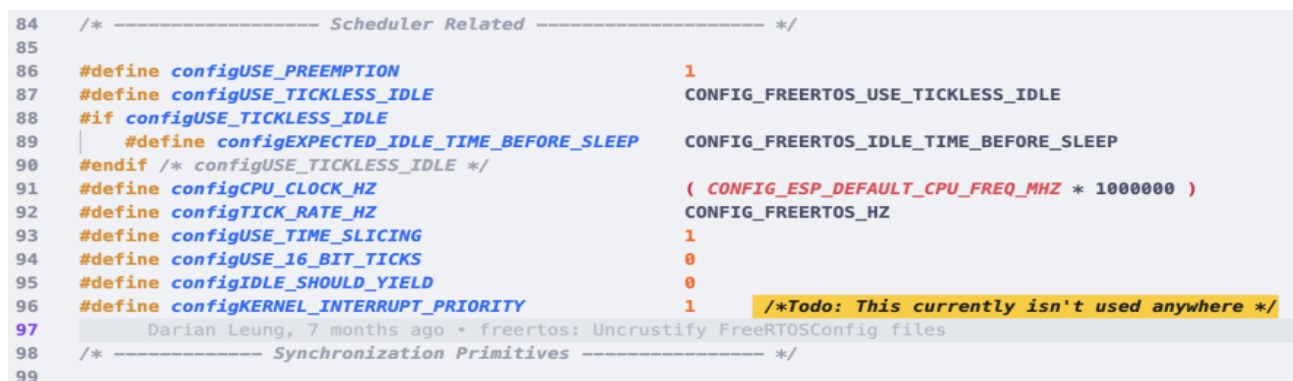 84 /* ------------------ Scheduler Related -------------------- */
85
86 #define configUSE_PREEMPTION 1
87 #define configUSE_TICKLESS_IDLE CONFIG_FREERTOS_USE_TICKLESS_IDLE
88 #if configUSE_TICKLESS_IDLE
89 #define configEXPECTED_IDLE_TIME_BEFORE_SLEEP CONFIG_FREERTOS_IDLE_TIME_BEFORE_SLEEP
90 #endif /* configUSE_TICKLESS_IDLE */
91 #define configCPU_CLOCK_HZ ( CONFIG_ESP_DEFAULT_CPU_FREQ_MHZ * 1000000 )
92 #define configTICK_RATE_HZ CONFIG_FREERTOS_HZ
93 #define configUSE_TIME_SLICING 1
94 #define configUSE_16_BIT_TICKS 0
95 #define configIDLE_SHOULD_YIELD 0
96 #define configKERNEL_INTERRUPT_PRIORITY 1 /*Todo: This currently isn't used anywhere */
97 Darian Leung, 7 months ago • freertos: Uncrustify FreeRTOSConfig files
98 /* ------------- Synchronization Primitives ---------------- */
99